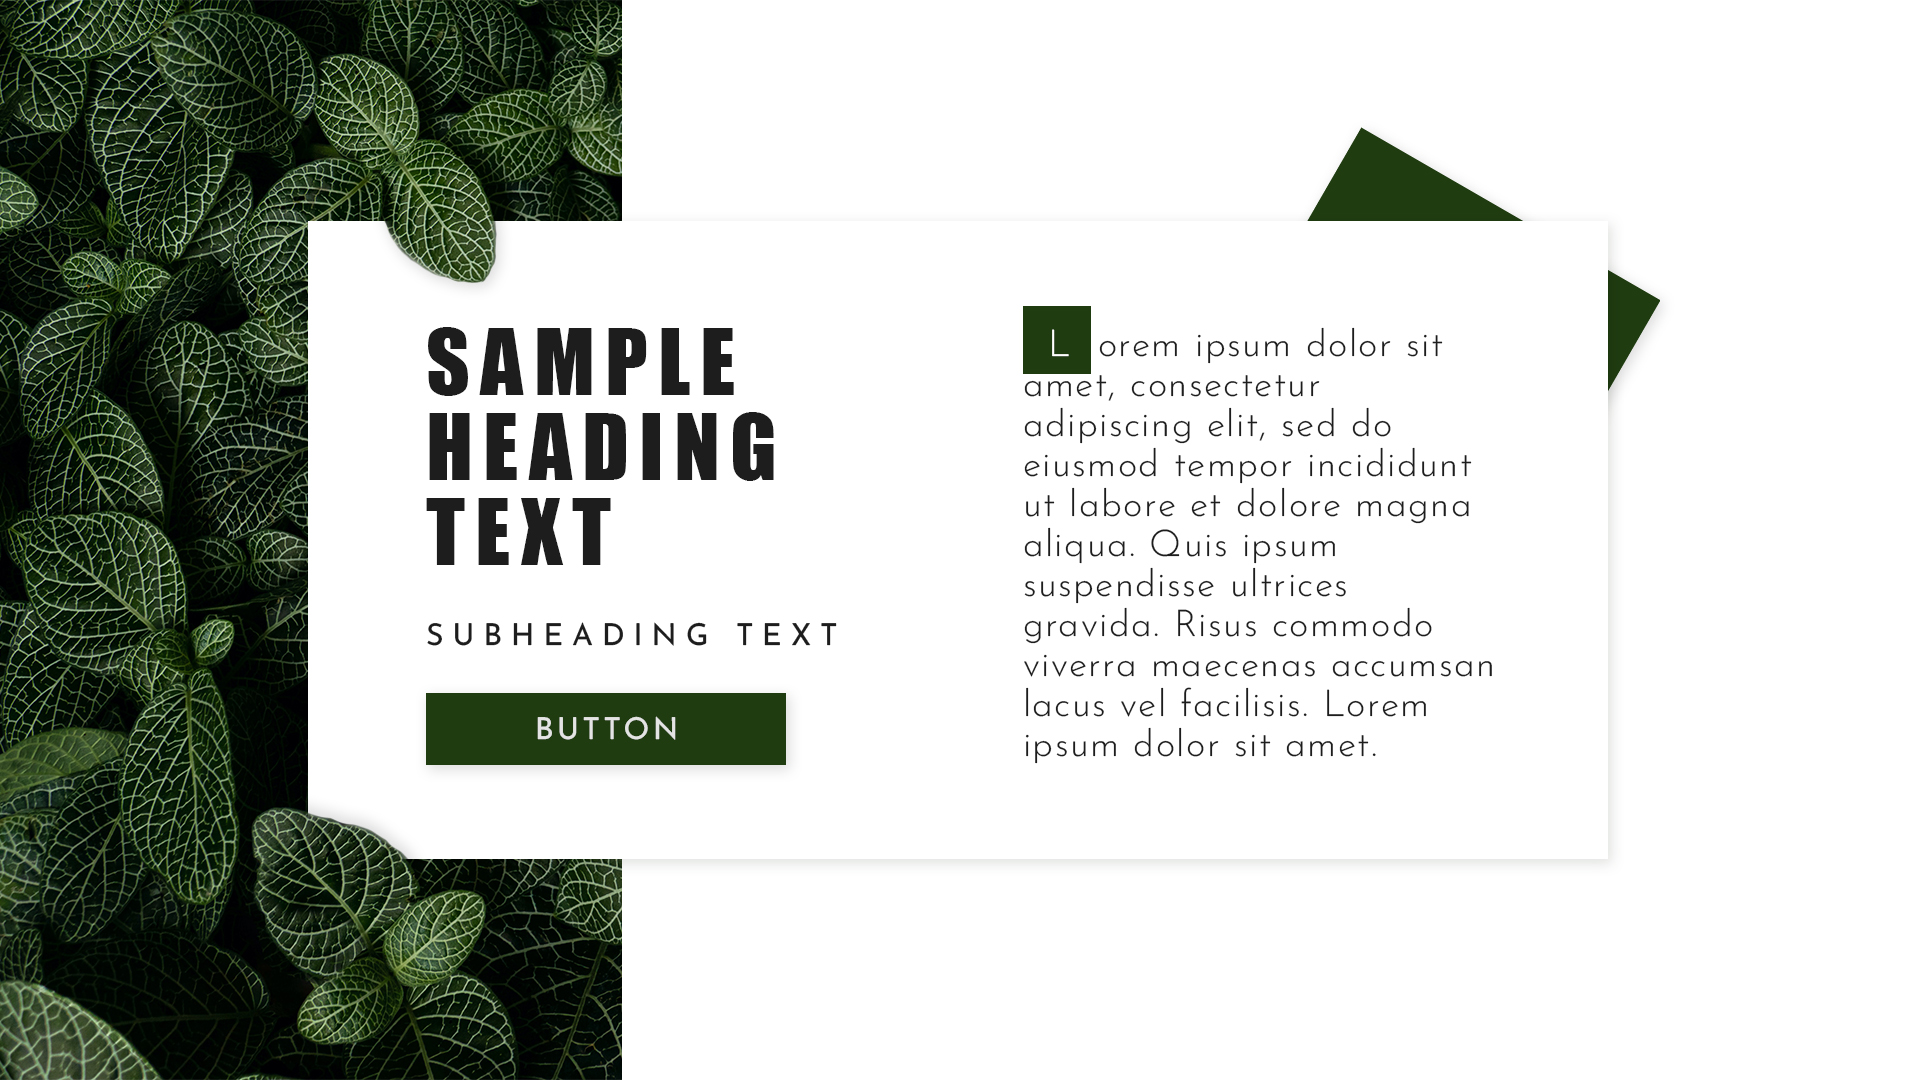 SAMPLE
HEADING
TEXT
SUBHEADING TEXT
BUTTON
Lorem ipsum dolor sit
amet, consectetur
adipiscing elit, sed do
eiusmod tempor incididunt
ut labore et dolore magna
aliqua. Quis ipsum
suspendisse ultrices
gravida. Risus commodo
viverra maecenas accumsan
lacus vel facilisis. Lorem
ipsum dolor sit amet.